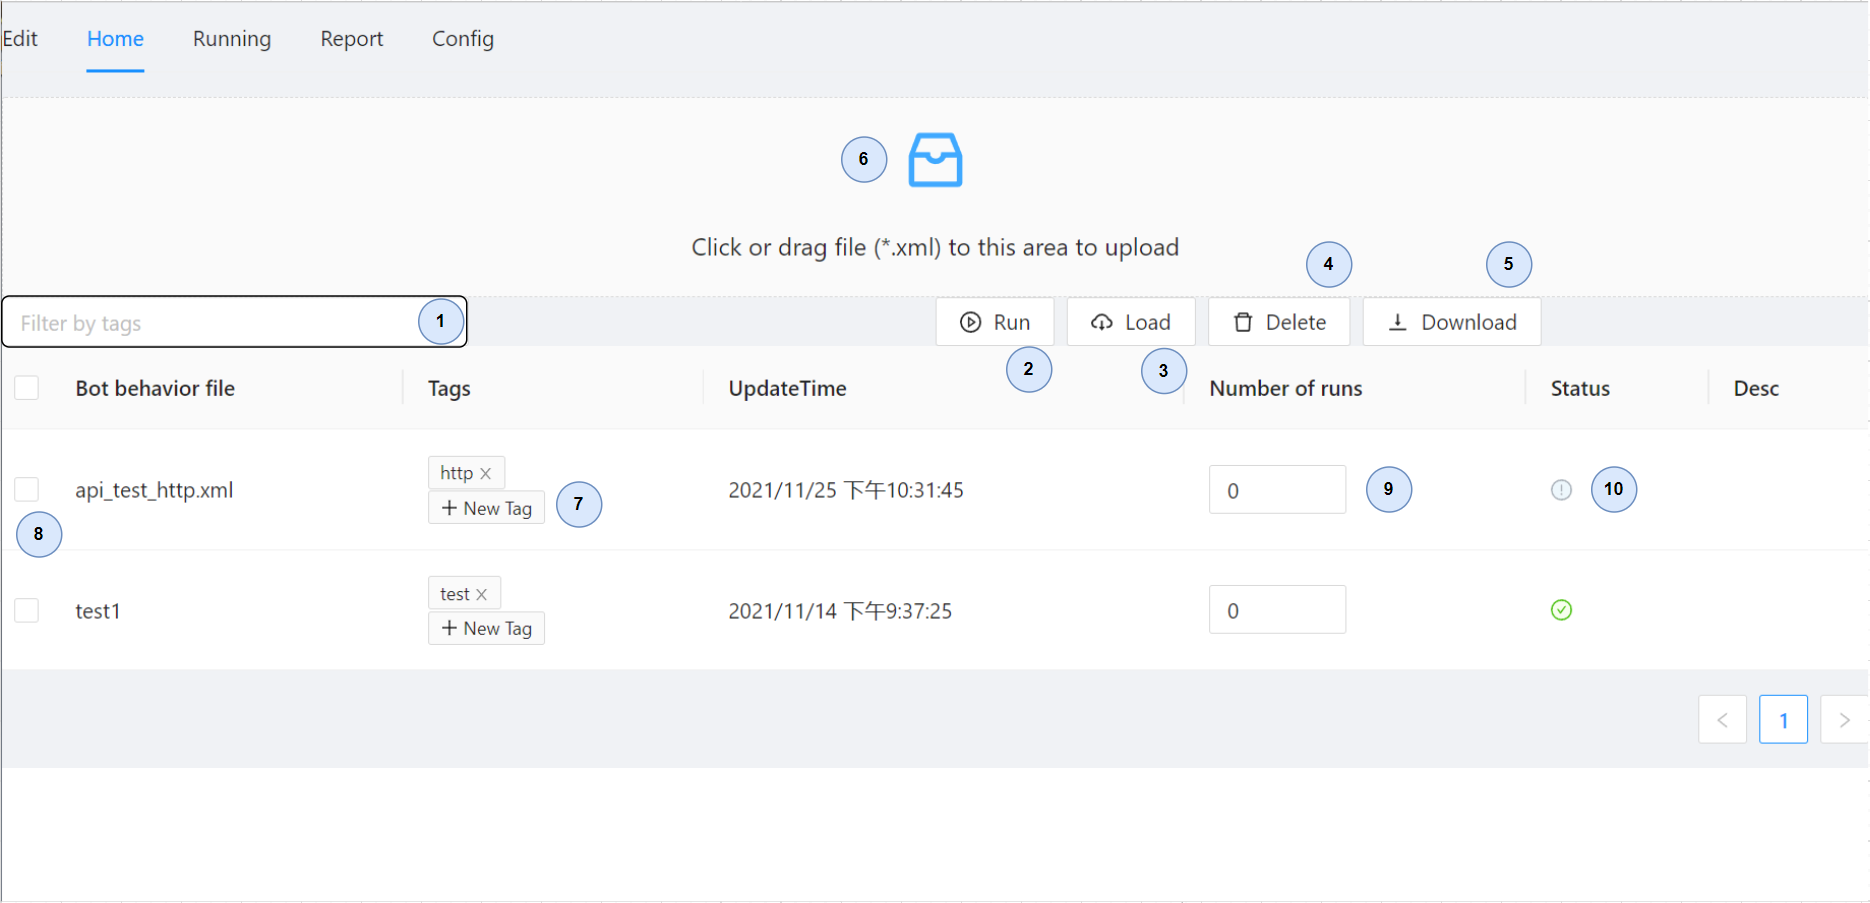 Edit Home Running Report Config
6
Click or drag file (*.xml) to this area to upload
4 5
Filter by tags 1 Run Load Delete Download
2 3
Bot behavior file Tags UpdateTime Number of runs Status Desc
http
api_test_http.xml 2021/11/25 下午10:31:45 0 9 10
+ New Tag 7
8
test
test1 2021/11/14 下午9:37:25 0
+ New Tag
< 1 >